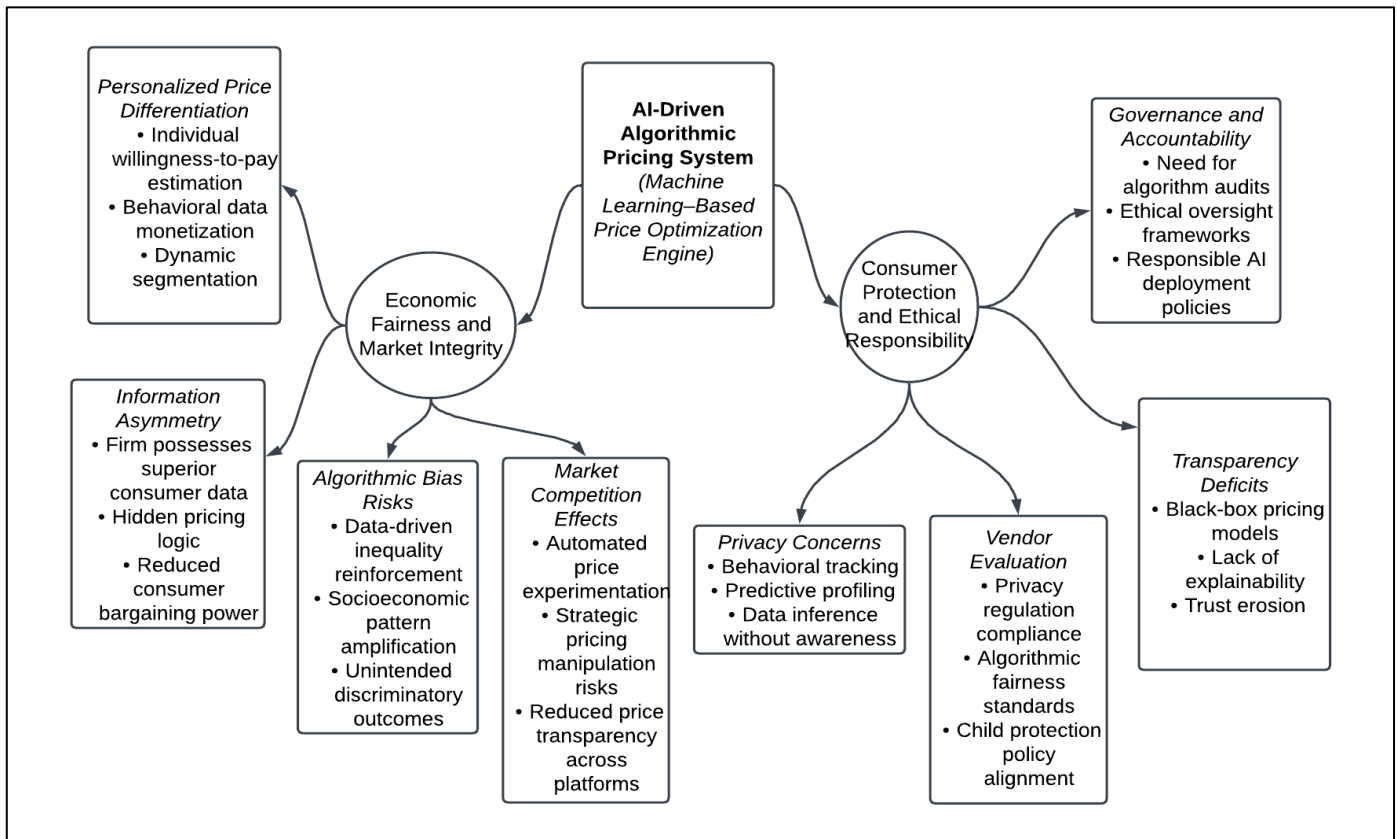 Personalized Price
Differentiation
• Individual
willingness-to-pay
estimation
• Behavioral data
monetization
• Dynamic
segmentation
AI-Driven
Algorithmic
Pricing System
(Machine
Learning–Based
Price Optimization
Engine)
Governance and
Accountability
• Need for
algorithm audits
• Ethical oversight
frameworks
• Responsible AI
deployment
policies
Economic
Fairness and
Market Integrity
Consumer
Protection
and Ethical
Responsibility
Information
Asymmetry
• Firm possesses
superior
consumer data
• Hidden pricing
logic
• Reduced
consumer
bargaining power
Algorithmic Bias
Risks
• Data-driven
inequality
reinforcement
• Socioeconomic
pattern
amplification
• Unintended
discriminatory
outcomes
Market
Competition
Effects
• Automated
price
experimentation
• Strategic
pricing
manipulation
risks
• Reduced price
transparency
across
platforms
Privacy Concerns
• Behavioral tracking
• Predictive profiling
• Data inference
without awareness
Vendor
Evaluation
• Privacy
regulation
compliance
• Algorithmic
fairness
standards
• Child protection
policy
alignment
Transparency
Deficits
• Black-box pricing
models
• Lack of
explainability
• Trust erosion